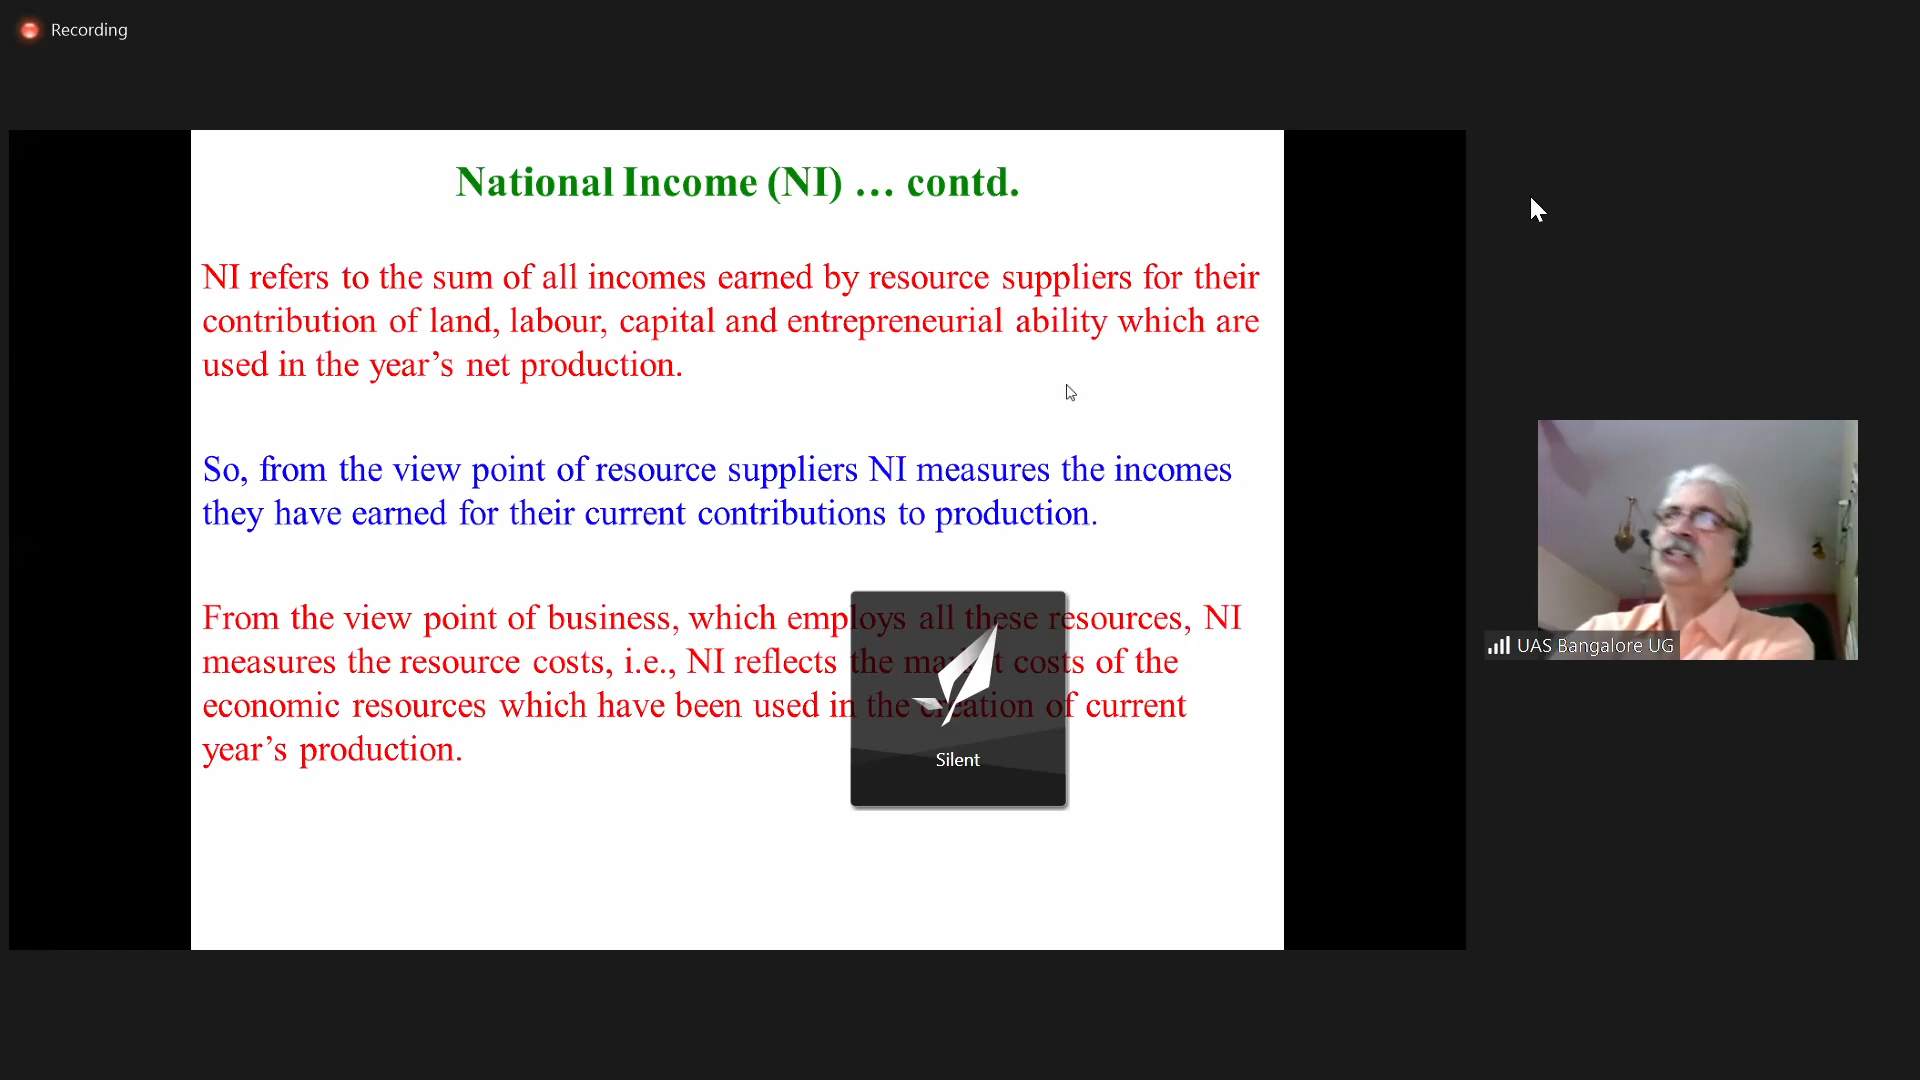 Recording
National Income (NI) … contd.
NI refers to the sum of all incomes earned by resource suppliers for their
contribution of land, labour, capital and entrepreneurial ability which are
used in the year’s net production.
So, from the view point of resource suppliers NI measures the incomes
they have earned for their current contributions to production.
From the view point of business, which employs all these resources, NI
measures the resource costs, i.e., NI reflects the market costs of the
economic resources which have been used in the creation of current
year’s production.
Silent
UAS Bangalore UG